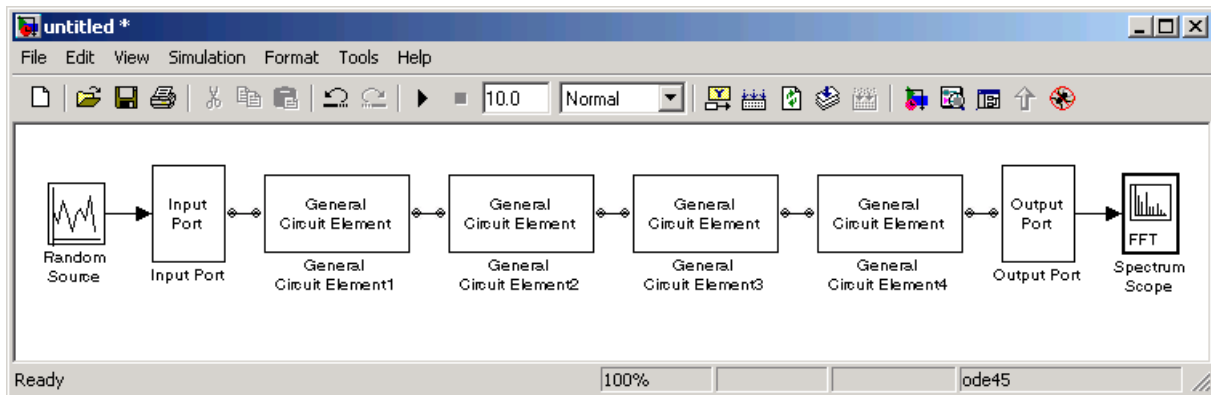 untitled *
File Edit View Simulation Format Tools Help
10.0 Normal
Input
Port
General
Circuit Element
General
Circuit Element
General
Circuit Element
General
Circuit Element
Output
Port
FFT
Random
Source
Input Port
General
Circuit Element1
General
Circuit Element2
General
Circuit Element3
General
Circuit Element4
Output Port
Spectrum
Scope
Ready 100% ode45